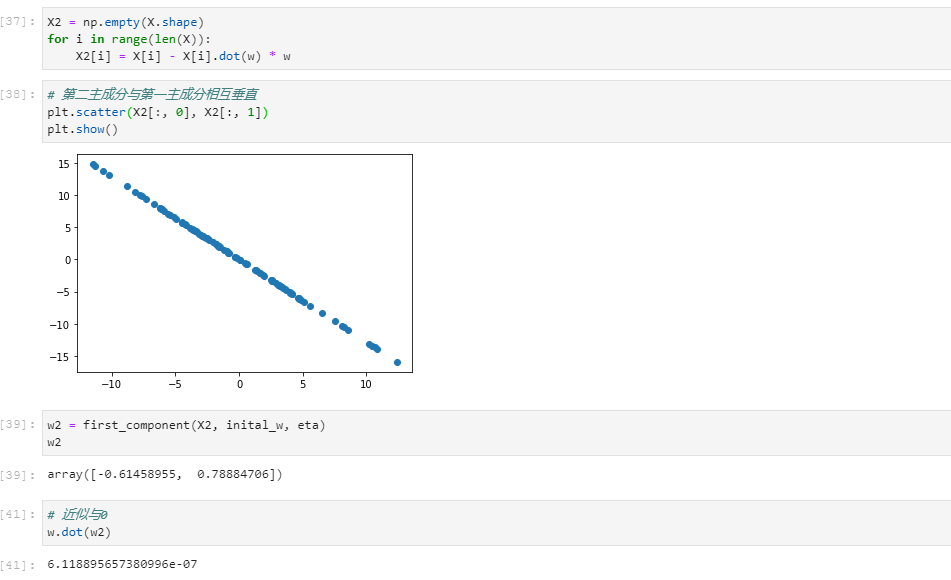 [37]:
X2 = np.empty(X.shape)
for i in range(len(X)):
    X2[i] = X[i] - X[i].dot(w) * w
[38]:
# 第二主成分与第一主成分相互垂直
plt.scatter(X2[:, 0], X2[:, 1])
plt.show()
15
10
5
0
−5
−10
−15
−10 −5 0 5 10
[39]:
w2 = first_component(X2, inital_w, eta)
w2
[39]:
array([-0.61458955,  0.78884706])
[41]:
# 近似与0
w.dot(w2)
[41]:
6.118895657380996e-07